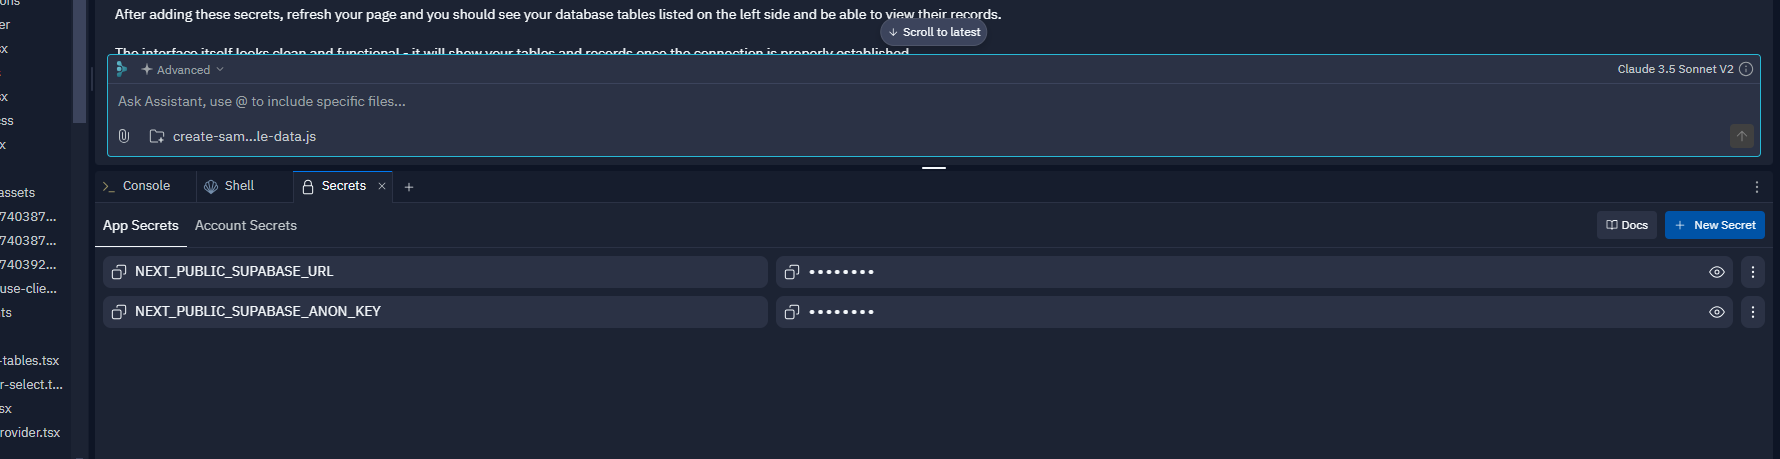 After adding these secrets, refresh your page and you should see your database tables listed on the left side and be able to view their records.
Scroll to latest
The interface itself looks clean and functional - it will show your tables and records once the connection is properly established.
Advanced
Claude 3.5 Sonnet V2
Ask Assistant, use @ to include specific files...
create-sam...le-data.js
Console
Shell
Secrets
App Secrets
Account Secrets
Docs
New Secret
NEXT_PUBLIC_SUPABASE_URL
••••••••
NEXT_PUBLIC_SUPABASE_ANON_KEY
••••••••
er
sx
sx
ss
x
assets
740387...
740387...
740392...
use-clie...
ts
-tables.tsx
r-select.t...
sx
rovider.tsx